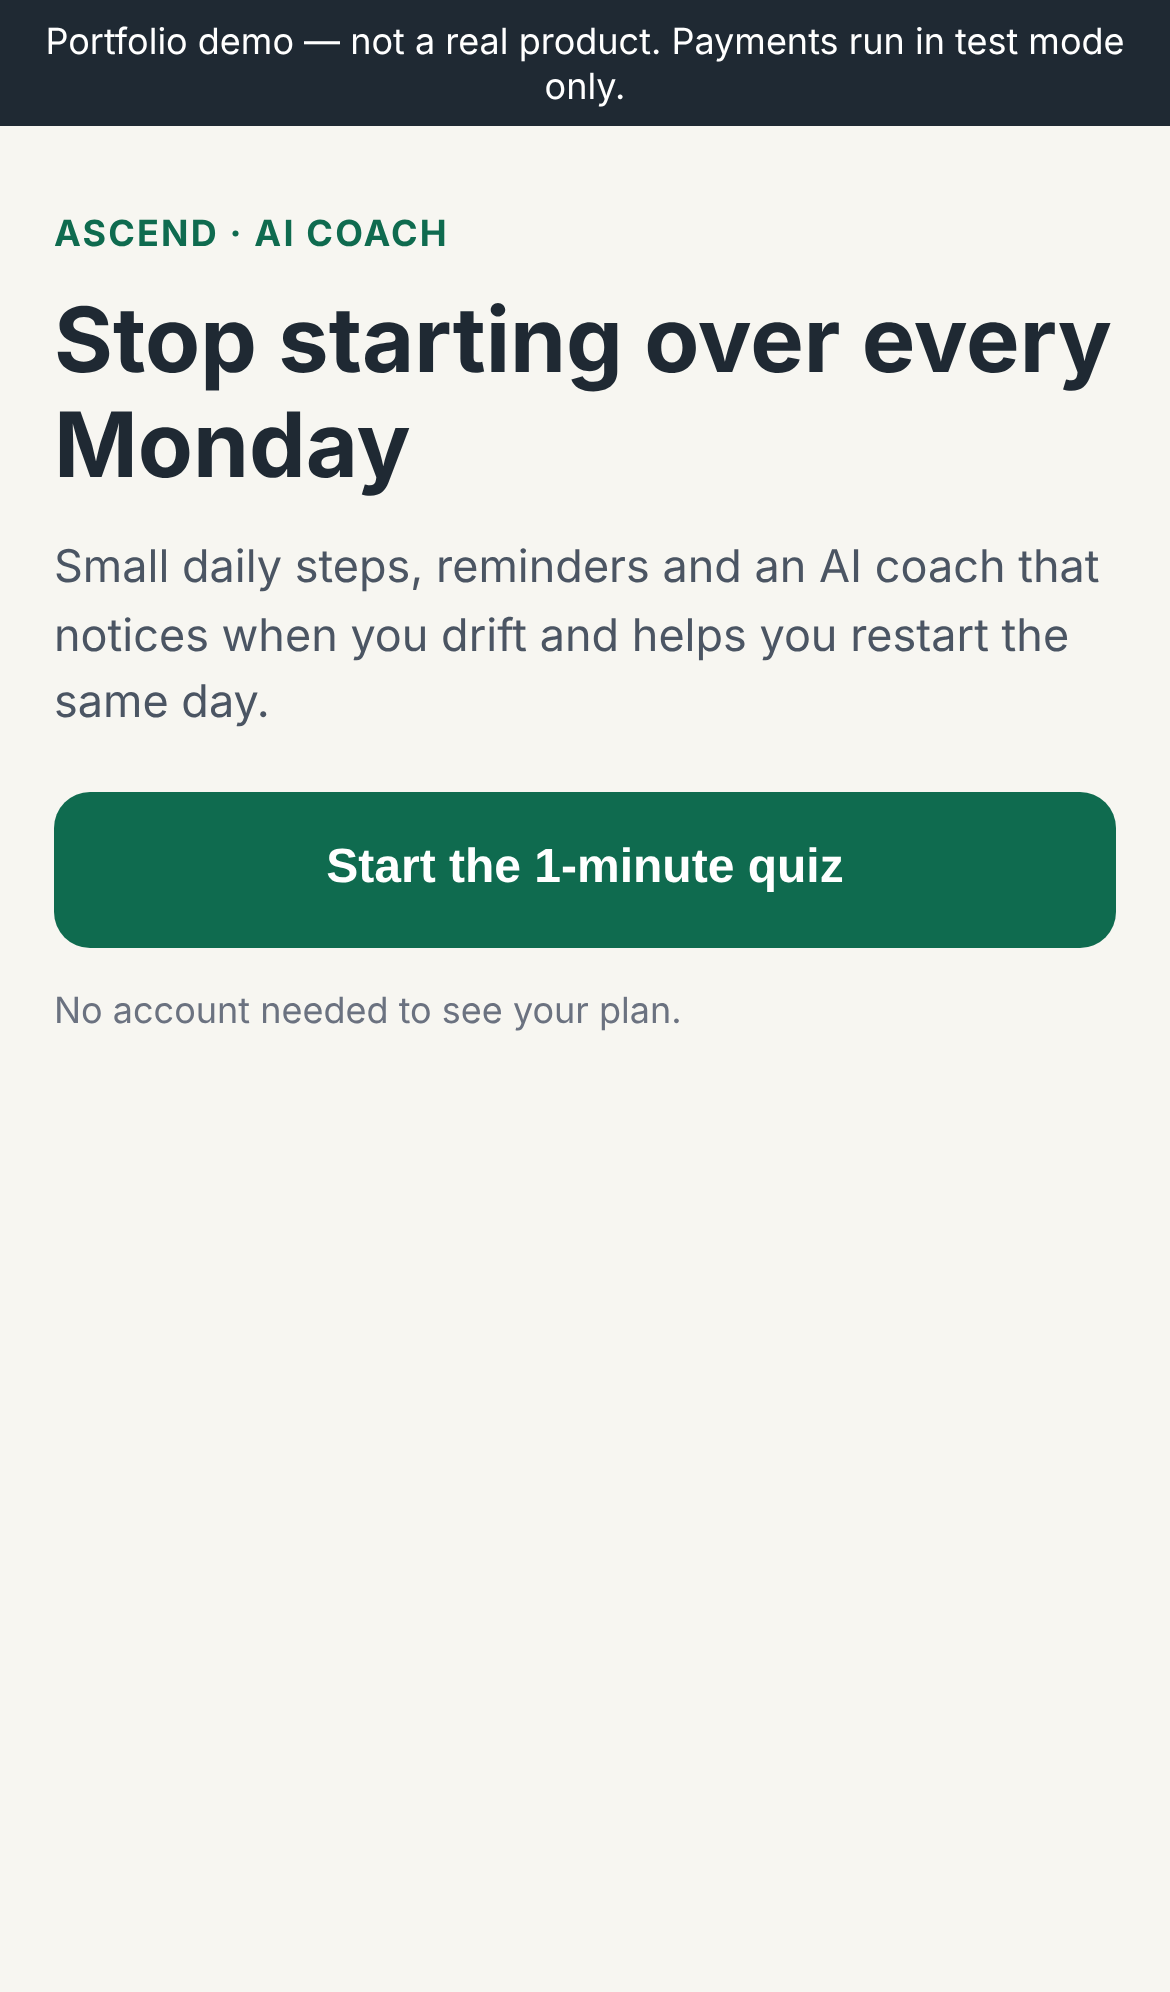 Portfolio demo — not a real product. Payments run in test mode
only.
ASCEND · AI COACH
Stop starting over every
Monday
Small daily steps, reminders and an AI coach that
notices when you drift and helps you restart the
same day.
Start the 1-minute quiz
No account needed to see your plan.